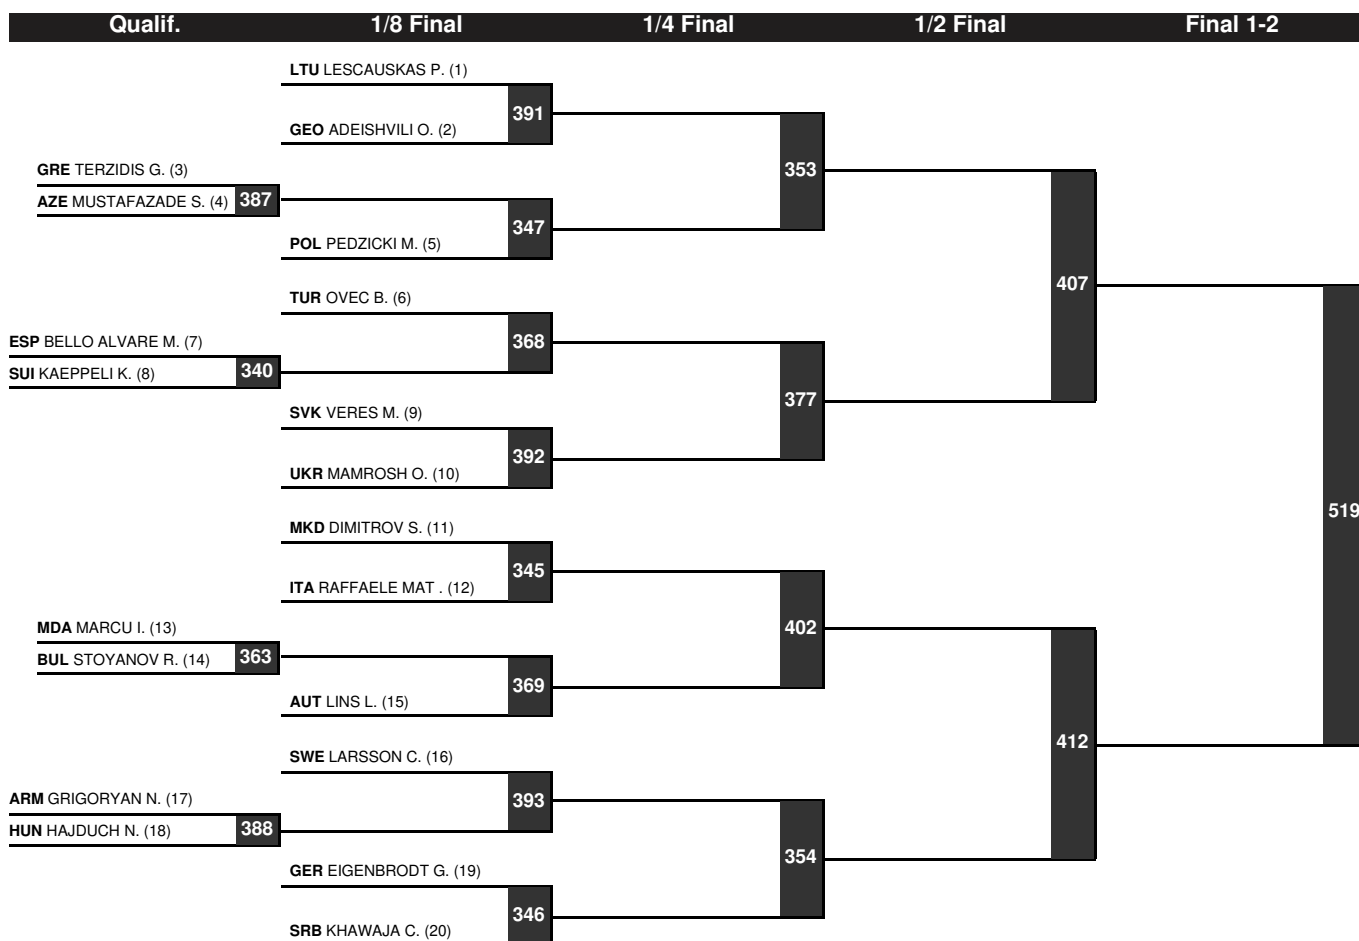 Qualif. 1/8 Final 1/4 Final 1/2 Final Final 1-2
LTU LESCAUSKAS P. (1)
391
GEO ADEISHVILI O. (2)
GRE TERZIDIS G. (3)
353
AZE MUSTAFAZADE S. (4) 387
347
POL PEDZICKI M. (5)
407
TUR OVEC B. (6)
ESP BELLO ALVARE M. (7)
368
SUI KAEPPELI K. (8) 340
377
SVK VERES M. (9)
392
UKR MAMROSH O. (10)
519
MKD DIMITROV S. (11)
345
ITA RAFFAELE MAT . (12)
MDA MARCU I. (13)
402
BUL STOYANOV R. (14) 363
369
AUT LINS L. (15)
412
SWE LARSSON C. (16)
ARM GRIGORYAN N. (17)
393
HUN HAJDUCH N. (18) 388
354
GER EIGENBRODT G. (19)
346
SRB KHAWAJA C. (20)